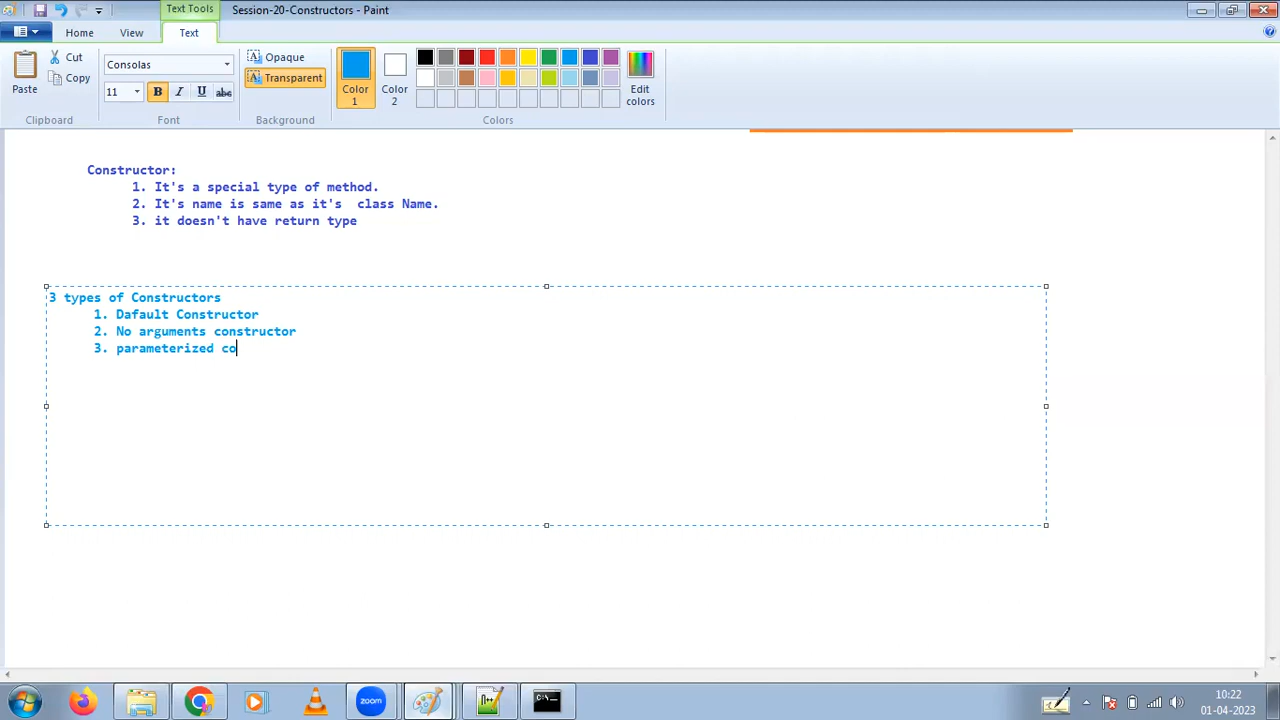 Text Tools
Session-20-Constructors - Paint
Home
View
Text
Paste
Cut
Copy
Clipboard
Consolas
11
B
I
U
abc
Font
Opaque
Transparent
Background
Color 1
Color 2
Edit colors
Colors
Constructor:
1. It's a special type of method.
2. It's name is same as it's  class Name.
3. it doesn't have return type
3 types of Constructors
1. Dafault Constructor
2. No arguments constructor
3. parameterized co
zoom
10:22
01-04-2023